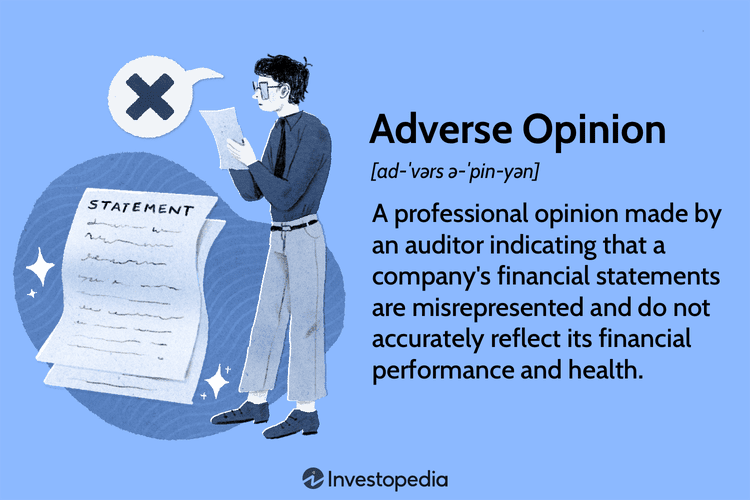 STATEMENT
Adverse Opinion
[ad-ˈvərs ə-ˈpin-yən]
A professional opinion made by
an auditor indicating that a
company's financial statements
are misrepresented and do not
accurately reflect its financial
performance and health.
Investopedia